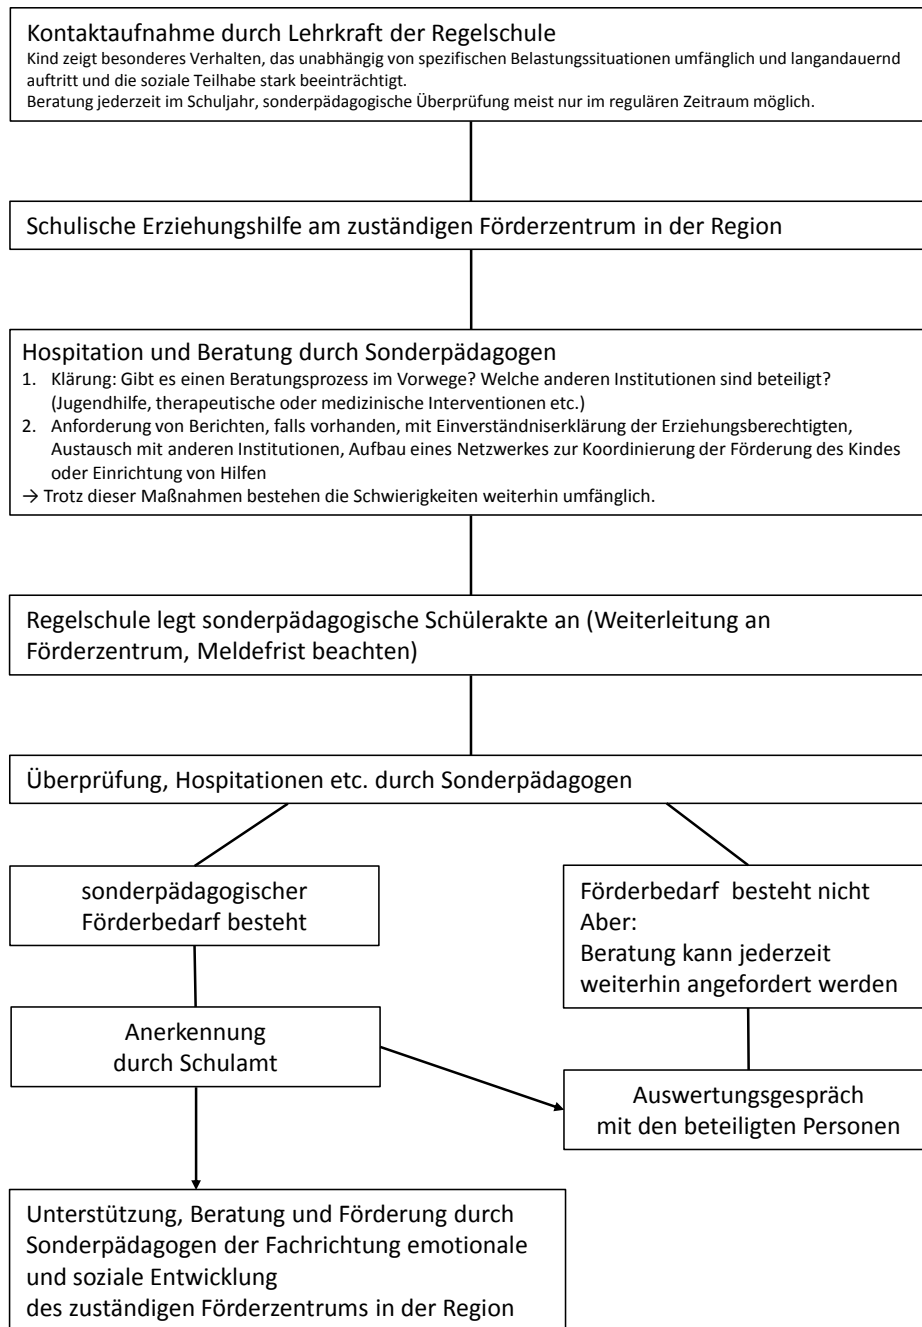 Kontaktaufnahme durch Lehrkraft der Regelschule
Kind zeigt besonderes Verhalten, das unabhängig von spezifischen Belastungssituationen umfänglich und langandauernd
auftritt und die soziale Teilhabe stark beeinträchtigt.
Beratung jederzeit im Schuljahr, sonderpädagogische Überprüfung meist nur im regulären Zeitraum möglich.
Schulische Erziehungshilfe am zuständigen Förderzentrum in der Region
Hospitation und Beratung durch Sonderpädagogen
1. Klärung: Gibt es einen Beratungsprozess im Vorwege? Welche anderen Institutionen sind beteiligt?
(Jugendhilfe, therapeutische oder medizinische Interventionen etc.)
2. Anforderung von Berichten, falls vorhanden, mit Einverständniserklärung der Erziehungsberechtigten,
Austausch mit anderen Institutionen, Aufbau eines Netzwerkes zur Koordinierung der Förderung des Kindes
oder Einrichtung von Hilfen
→ Trotz dieser Maßnahmen bestehen die Schwierigkeiten weiterhin umfänglich.
Regelschule legt sonderpädagogische Schülerakte an (Weiterleitung an
Förderzentrum, Meldefrist beachten)
Überprüfung, Hospitationen etc. durch Sonderpädagogen
sonderpädagogischer
Förderbedarf besteht
Förderbedarf besteht nicht
Aber:
Beratung kann jederzeit
weiterhin angefordert werden
Anerkennung
durch Schulamt
Auswertungsgespräch
mit den beteiligten Personen
Unterstützung, Beratung und Förderung durch
Sonderpädagogen der Fachrichtung emotionale
und soziale Entwicklung
des zuständigen Förderzentrums in der Region